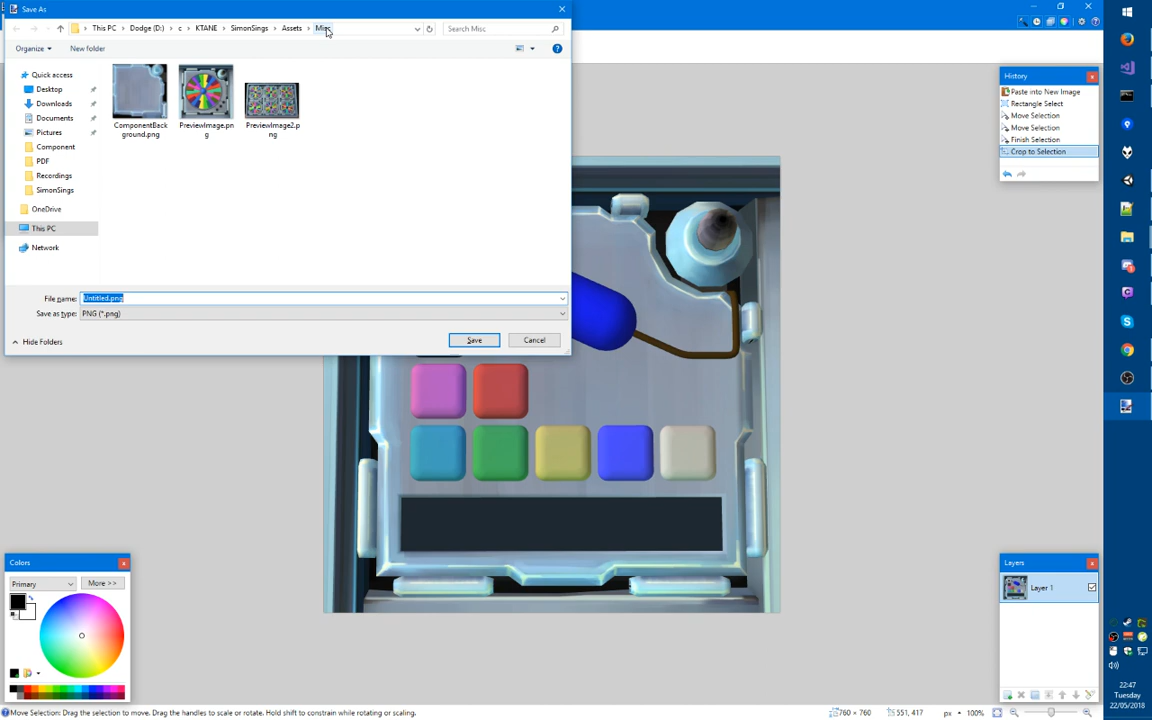 Save As
This PC > Dodge (D:) > c > KTANE > SimonSings > Assets > Misc
Search Misc
Organize
New folder
Quick access
Desktop
Downloads
Documents
Pictures
Component
PDF
Recordings
SimonSings
OneDrive
This PC
Network
ComponentBack
ground.png
PreviewImage.pn
g
PreviewImage2.p
ng
File name:
Untitled.png
Save as type:
PNG (*.png)
Hide Folders
Save
Cancel
History
Paste into New Image
Rectangle Select
Move Selection
Move Selection
Finish Selection
Crop to Selection
Colors
Primary
More >>
Layers
Layer 1
Move Selection: Drag the selection to move. Drag the handles to scale or rotate. Hold shift to constrain while rotating or scaling.
760 × 760
551, 417
px
100%
22:47
Tuesday
22/05/2018